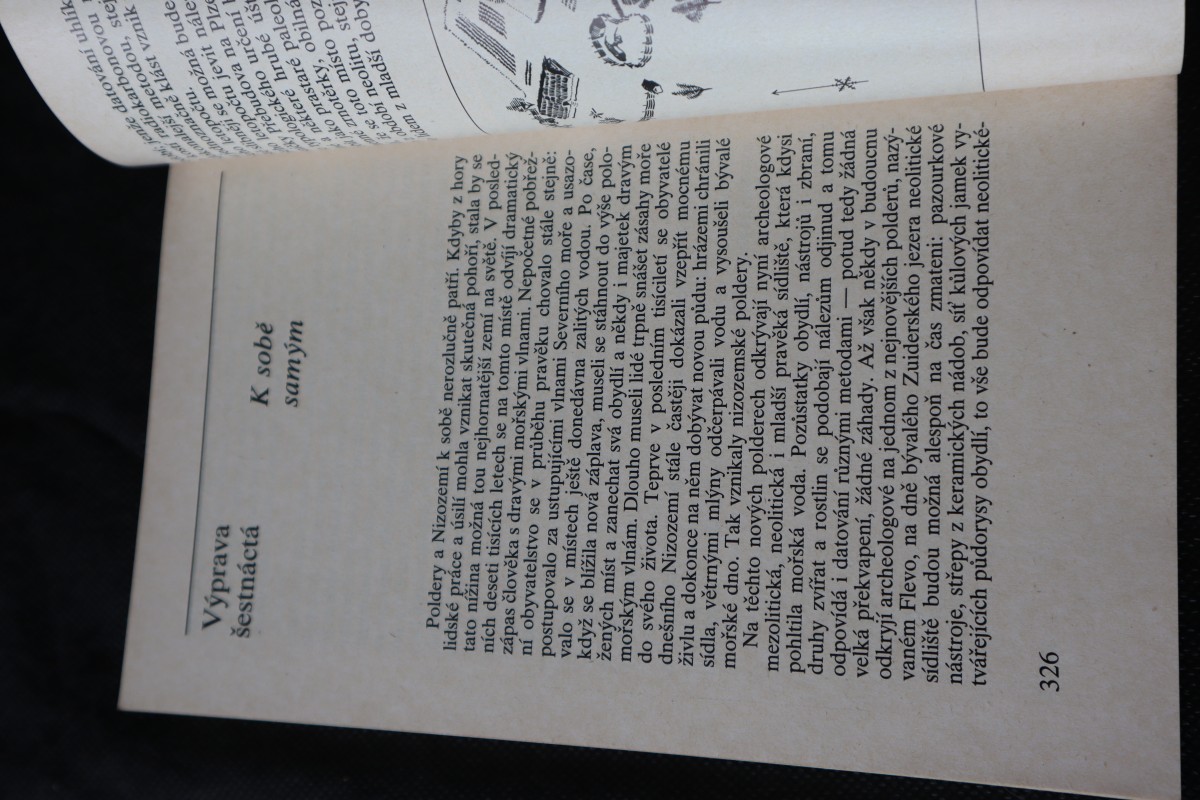 Výprava
šestnáctá
K sobě
samým
Poldery a Nizozemí k sobě nerozlučně patří. Kdyby z hory
lidské práce a úsilí mohla vznikat skutečná pohoří, stala by se
tato nížina možná tou nejhornatější zemí na světě. V posled-
ních deseti tisících letech se na tomto místě odvíjí dramatický
zápas člověka s dravými mořskými vlnami. Nepočetné pobřež-
ní obyvatelstvo se v průběhu pravěku chovalo stále stejně:
postupovalo za ustupujícími vlnami Severního moře a usazo-
valo se v místech ještě donedávna zalitých vodou. Po čase,
když se blížila nová záplava, museli se stáhnout do výše polo-
žených míst a zanechat svá obydlí a někdy i majetek dravým
mořským vlnám. Dlouho museli lidé trpně snášet zásahy moře
do svého života. Teprve v posledním tisíciletí se obyvatelé
dnešního Nizozemí stále častěji dokázali vzepřít mocnému
živlu a dokonce na něm dobývat novou půdu: hrázemi chránili
sídla, větrnými mlýny odčerpávali vodu a vysoušeli bývalé
mořské dno. Tak vznikaly nizozemské poldery.
Na těchto nových polderech odkrývají nyní archeologové
mezolitická, neolitická i mladší pravěká sídliště, která kdysi
pohltila mořská voda. Pozůstatky obydlí, nástrojů i zbraní,
druhy zvířat a rostlin se podobají nálezům odjinud a tomu
odpovídá i datování různými metodami — potud tedy žádná
velká překvapení, žádné záhady. Až však někdy v budoucnu
odkryjí archeologové na jednom z nejnovějších polderů, nazý-
vaném Flevo, na dně bývalého Zuiderského jezera neolitické
sídliště budou možná alespoň na čas zmateni: pazourkové
nástroje, střepy z keramických nádob, síť kůlových jamek vy-
tvářejících půdorysy obydlí, to vše bude odpovídat neolitické-
326